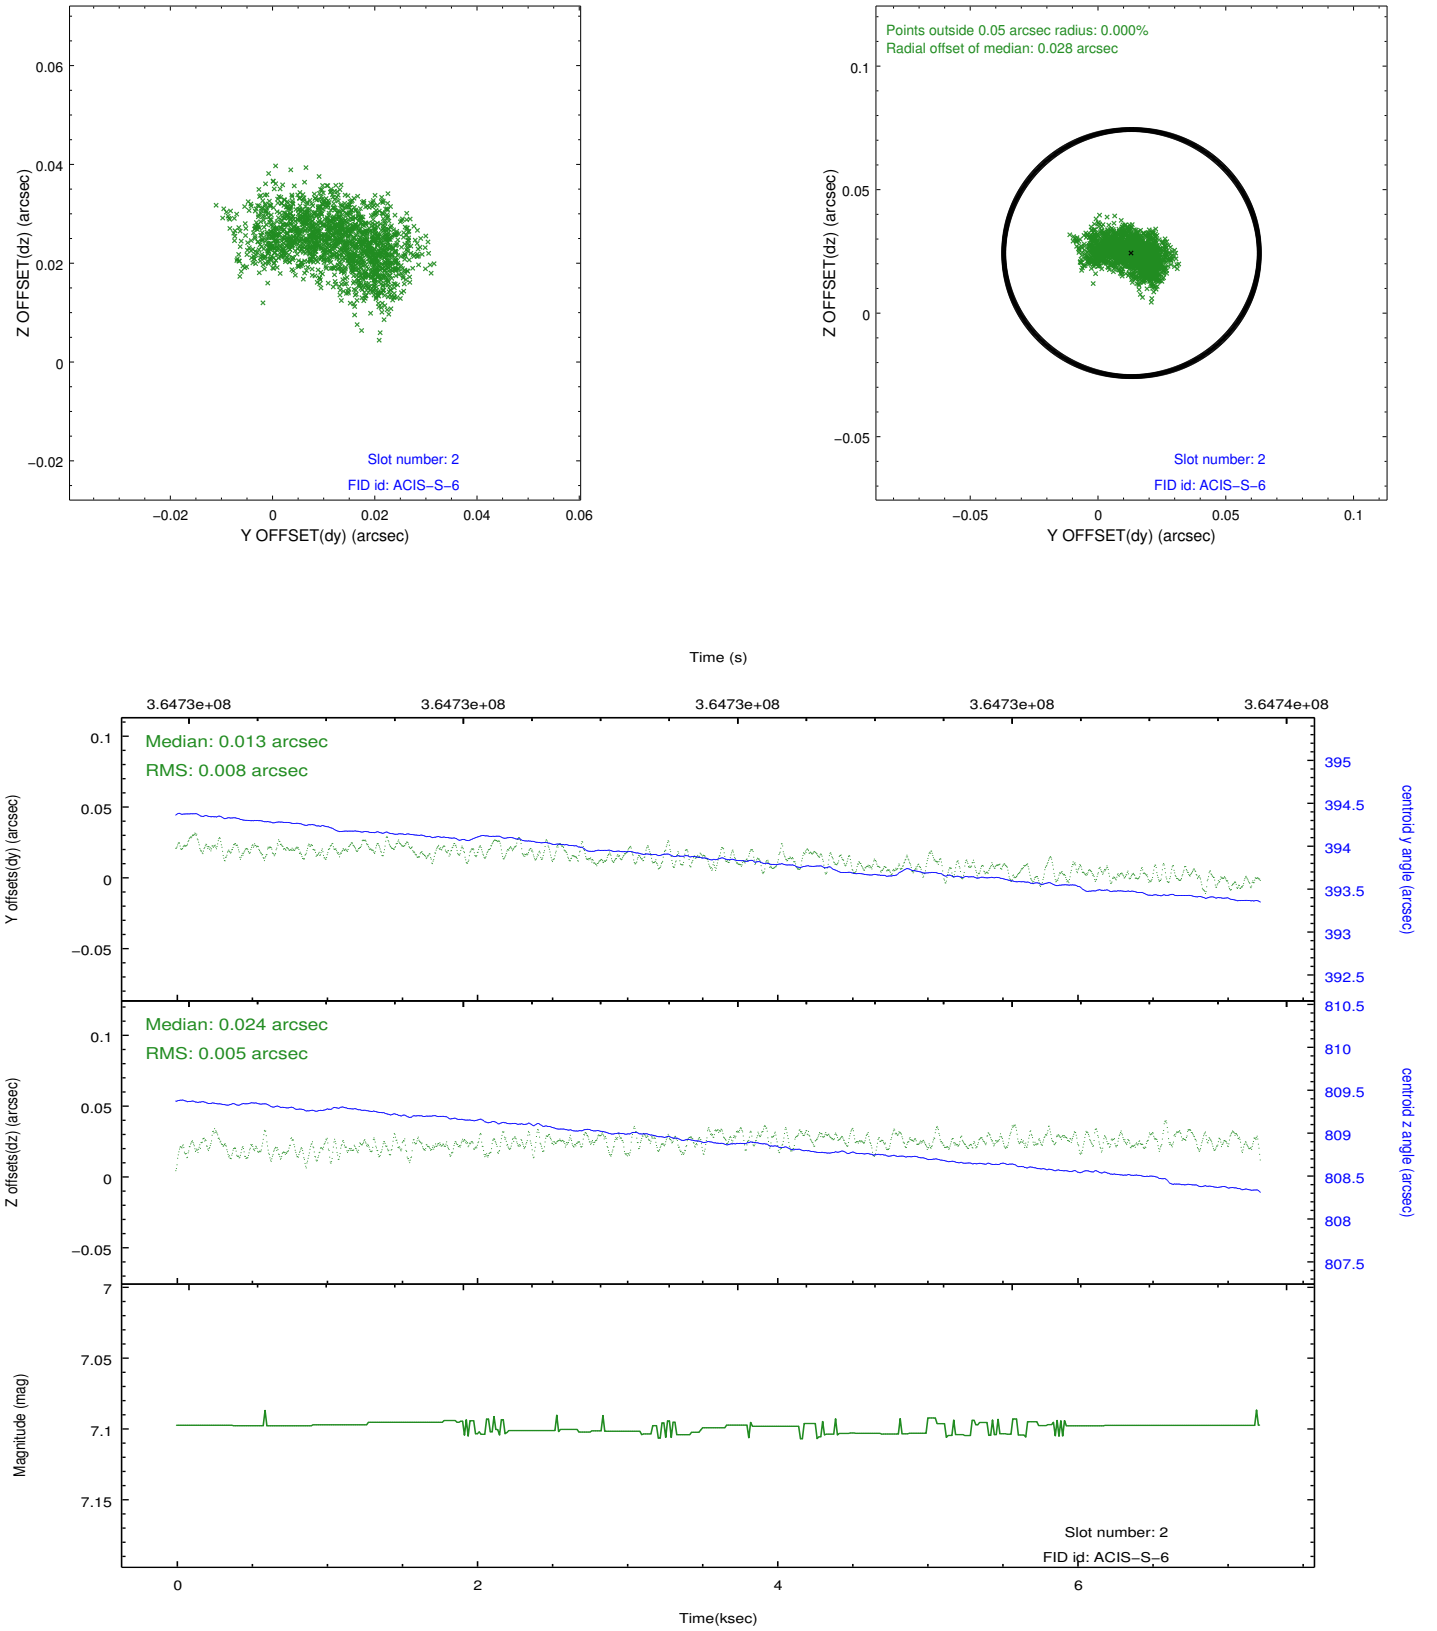 0.06
0.04
0.02
0
−0.02
Z OFFSET(dz) (arcsec)
Slot number: 2
FID id: ACIS−S−6
−0.02 0 0.02 0.04 0.06
Y OFFSET(dy) (arcsec)
Points outside 0.05 arcsec radius: 0.000%
Radial offset of median: 0.028 arcsec
0.1
0.05
0
−0.05
Z OFFSET(dz) (arcsec)
Slot number: 2
FID id: ACIS−S−6
−0.05 0 0.05 0.1
Y OFFSET(dy) (arcsec)
Time (s)
3.6473e+08 3.6473e+08 3.6473e+08 3.6473e+08 3.6474e+08
Median: 0.013 arcsec
RMS: 0.008 arcsec
0.1
0.05
0
−0.05
Y offsets(dy) (arcsec)
395
394.5
394
393.5
393
392.5
centroid y angle (arcsec)
Median: 0.024 arcsec
RMS: 0.005 arcsec
0.1
0.05
0
−0.05
Z offsets(dz) (arcsec)
810.5
810
809.5
809
808.5
808
807.5
centroid z angle (arcsec)
7
7.05
7.1
7.15
Magnitude (mag)
Slot number: 2
FID id: ACIS−S−6
0 2 4 6
Time(ksec)